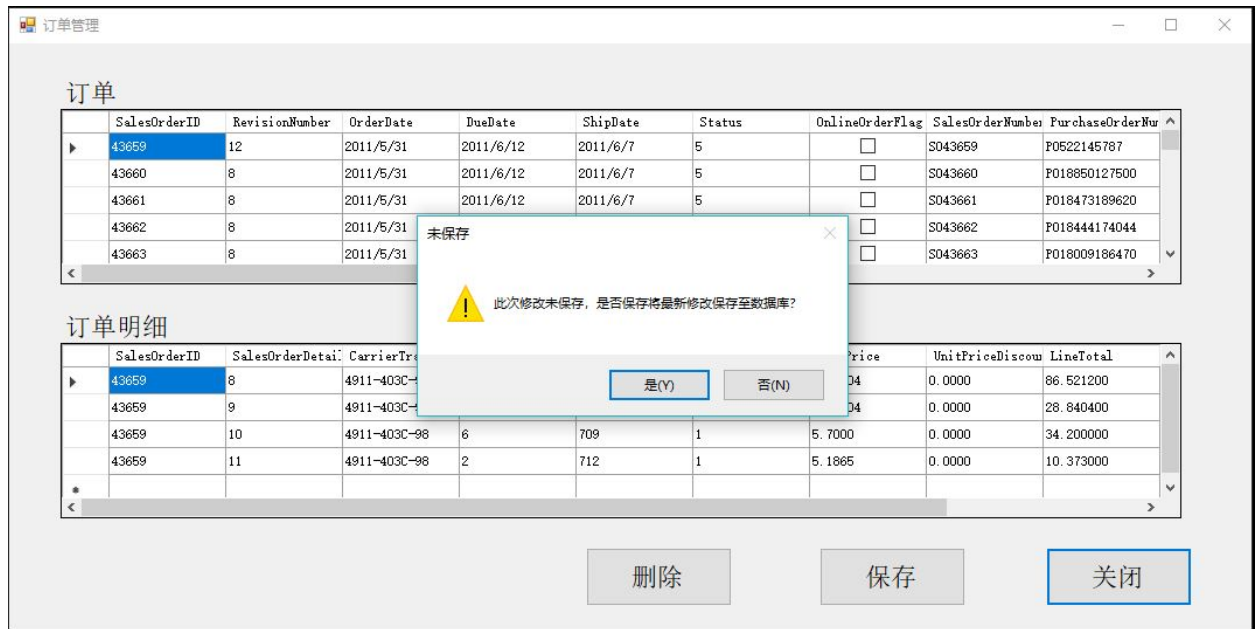 订单管理
订单
SalesOrderID RevisionNumber OrderDate DueDate ShipDate Status OnlineOrderFlag SalesOrderNumber PurchaseOrderNur
43659 12 2011/5/31 2011/6/12 2011/6/7 5 SO43659 PO522145787
43660 8 2011/5/31 2011/6/12 2011/6/7 5 SO43660 PO18850127500
43661 8 2011/5/31 2011/6/12 2011/6/7 5 SO43661 PO18473189620
43662 8 2011/5/31 SO43662 PO18444174044
43663 8 2011/5/31 SO43663 PO18009186470
未保存
此次修改未保存，是否保存将最新修改保存至数据库？
是(Y) 否(N)
订单明细
SalesOrderID SalesOrderDetail CarrierTr Price UnitPriceDiscou LineTotal
43659 8 4911-403C- 04 0.0000 86.521200
43659 9 4911-403C- 04 0.0000 28.840400
43659 10 4911-403C-98 6 709 1 5.7000 0.0000 34.200000
43659 11 4911-403C-98 2 712 1 5.1865 0.0000 10.373000
删除 保存 关闭